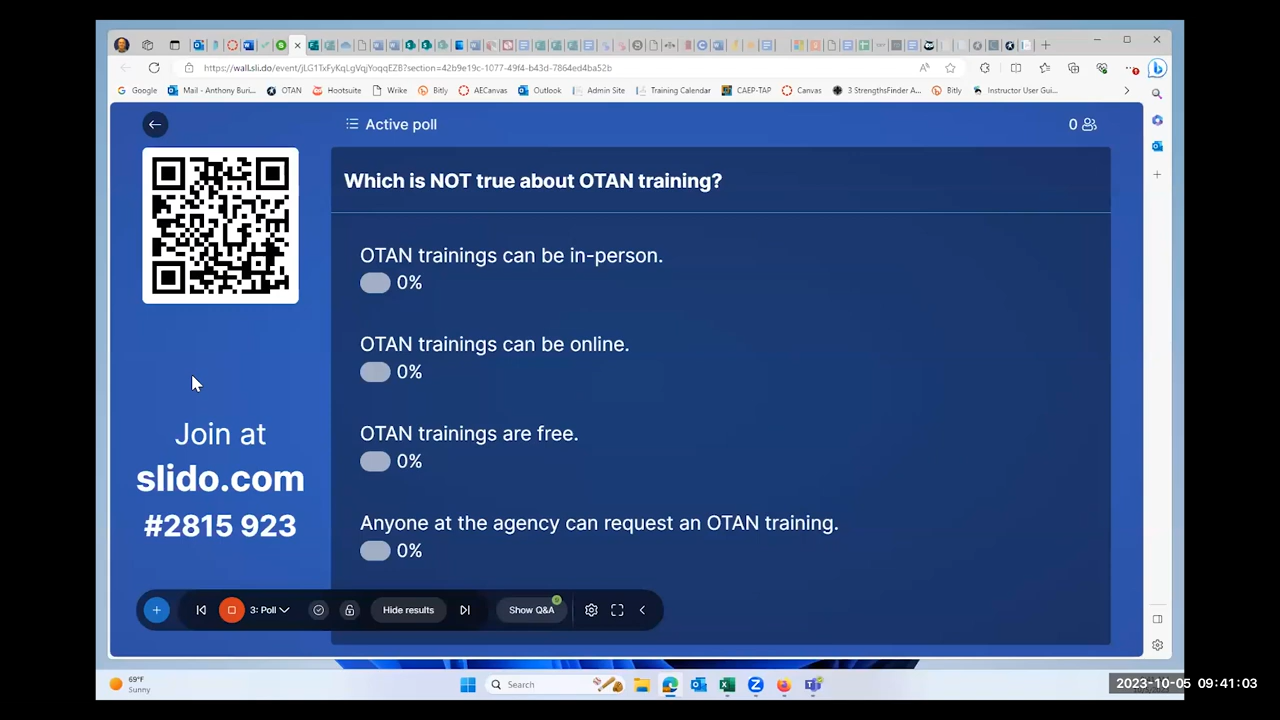 https://wall.sli.do/event/jLG1TxFyKqLgVqjYoqqEZB?section=42b9e19c-1077-49f4-b43d-7864ed4ba52b
Google
Mail - Anthony Buri...
OTAN
Hootsuite
Wrike
Bitly
AECanvas
Outlook
Admin Site
Training Calendar
CAEP-TAP
Canvas
3 StrengthsFinder A...
Bitly
Instructor User Gui...
Active poll
0
Which is NOT true about OTAN training?
OTAN trainings can be in-person.
0%
OTAN trainings can be online.
0%
OTAN trainings are free.
0%
Anyone at the agency can request an OTAN training.
0%
Join at
slido.com
#2815 923
3: Poll
Hide results
Show Q&A
69°F
Sunny
Search
2023-10-05 09:41:03